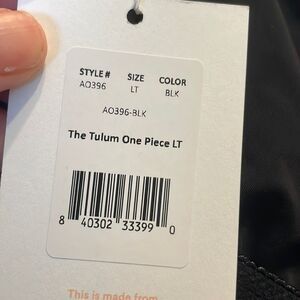 STYLE # SIZE COLOR
AO396 LT BLK
AO396-BLK
The Tulum One Piece LT
8 40302 33399 0
This is made from